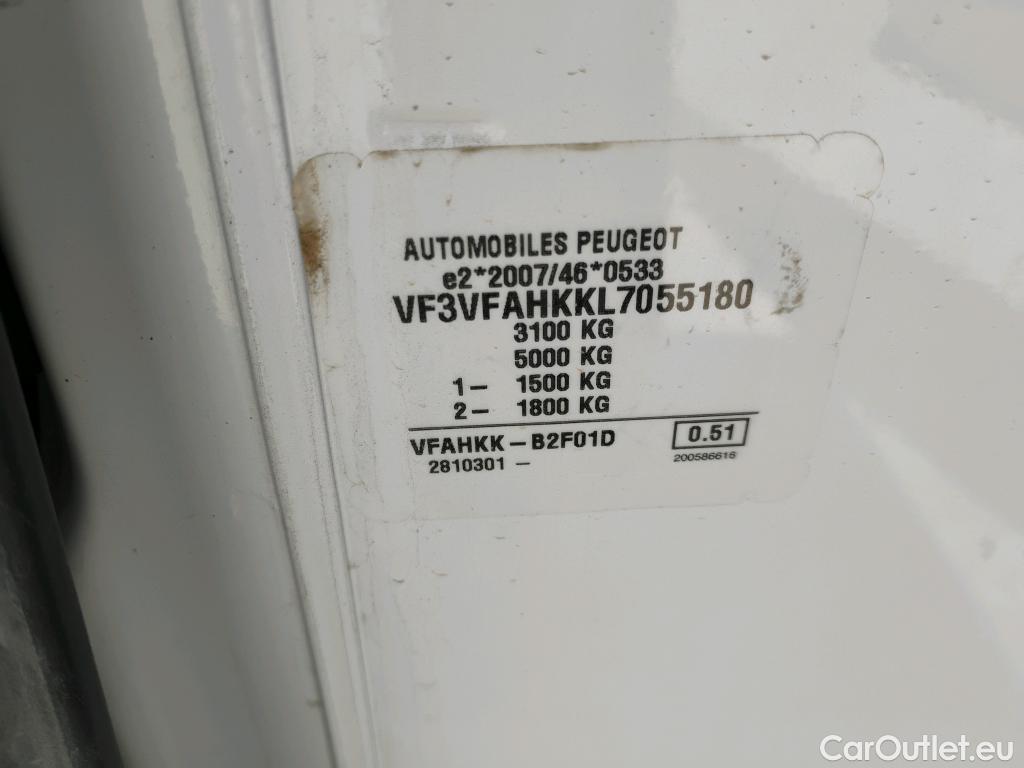 AUTOMOBILES PEUGEOT
e2*2007/46*0533
VF3VFAHKKL7055180
3100 KG
5000 KG
1- 1500 KG
2- 1800 KG
VFAHKK-B2F01D 0.51
2810301 - 200586616
CarOutlet.eu